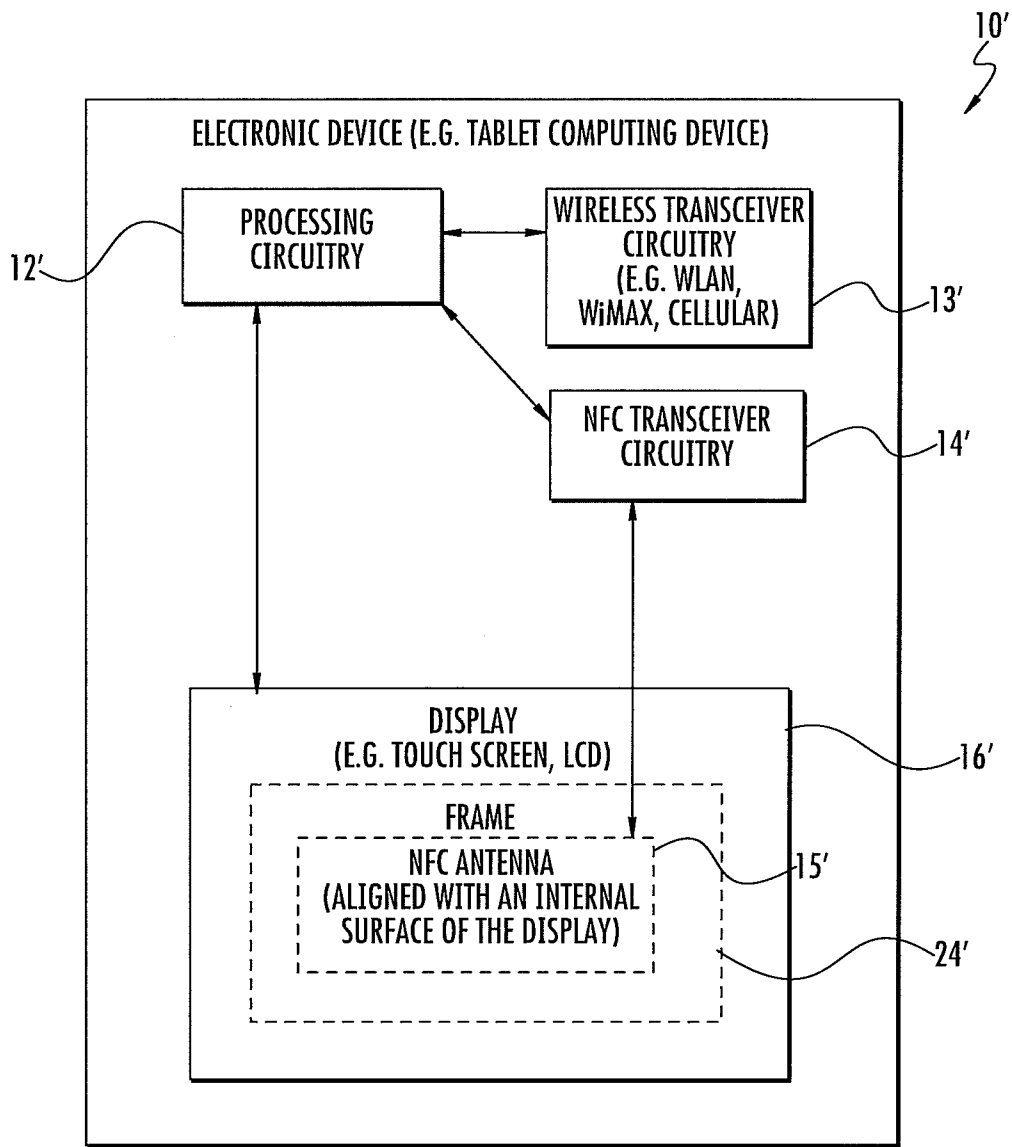 10'
ELECTRONIC DEVICE (E.G. TABLET COMPUTING DEVICE)
PROCESSING
CIRCUITRY
12'
WIRELESS TRANSCEIVER
CIRCUITRY
(E.G. WLAN,
WiMAX, CELLULAR)
13'
NFC TRANSCEIVER
CIRCUITRY
14'
DISPLAY
(E.G. TOUCH SCREEN, LCD)
16'
FRAME
NFC ANTENNA
(ALIGNED WITH AN INTERNAL
SURFACE OF THE DISPLAY)
15'
24'